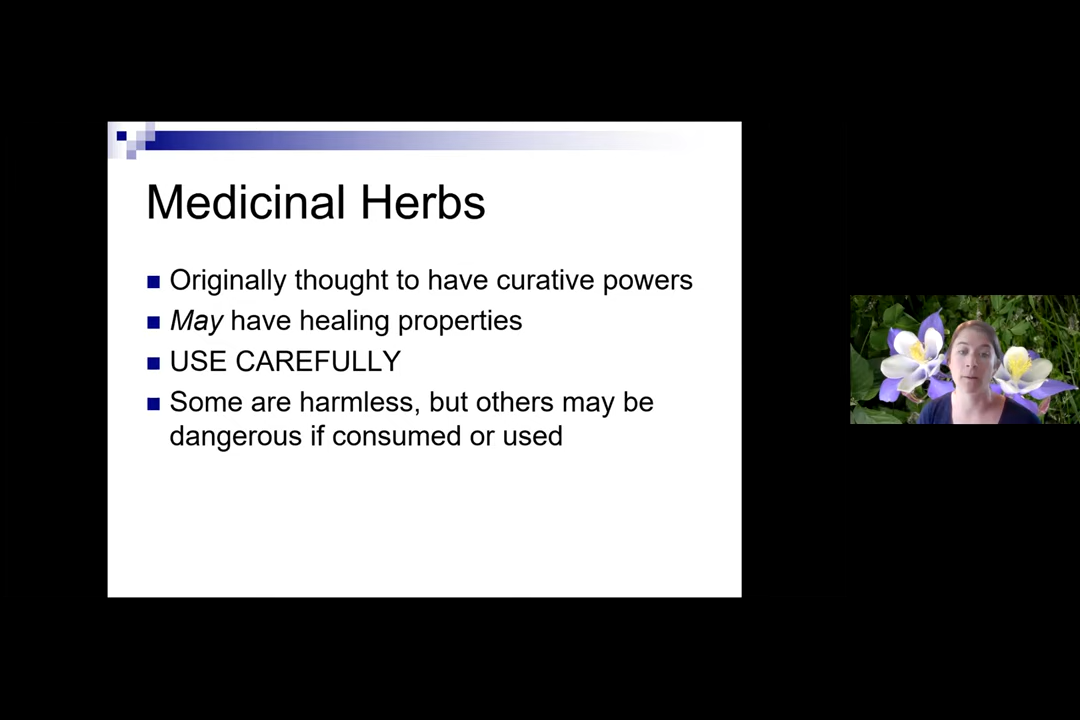 Medicinal Herbs
Originally thought to have curative powers
May have healing properties
USE CAREFULLY
Some are harmless, but others may be
dangerous if consumed or used